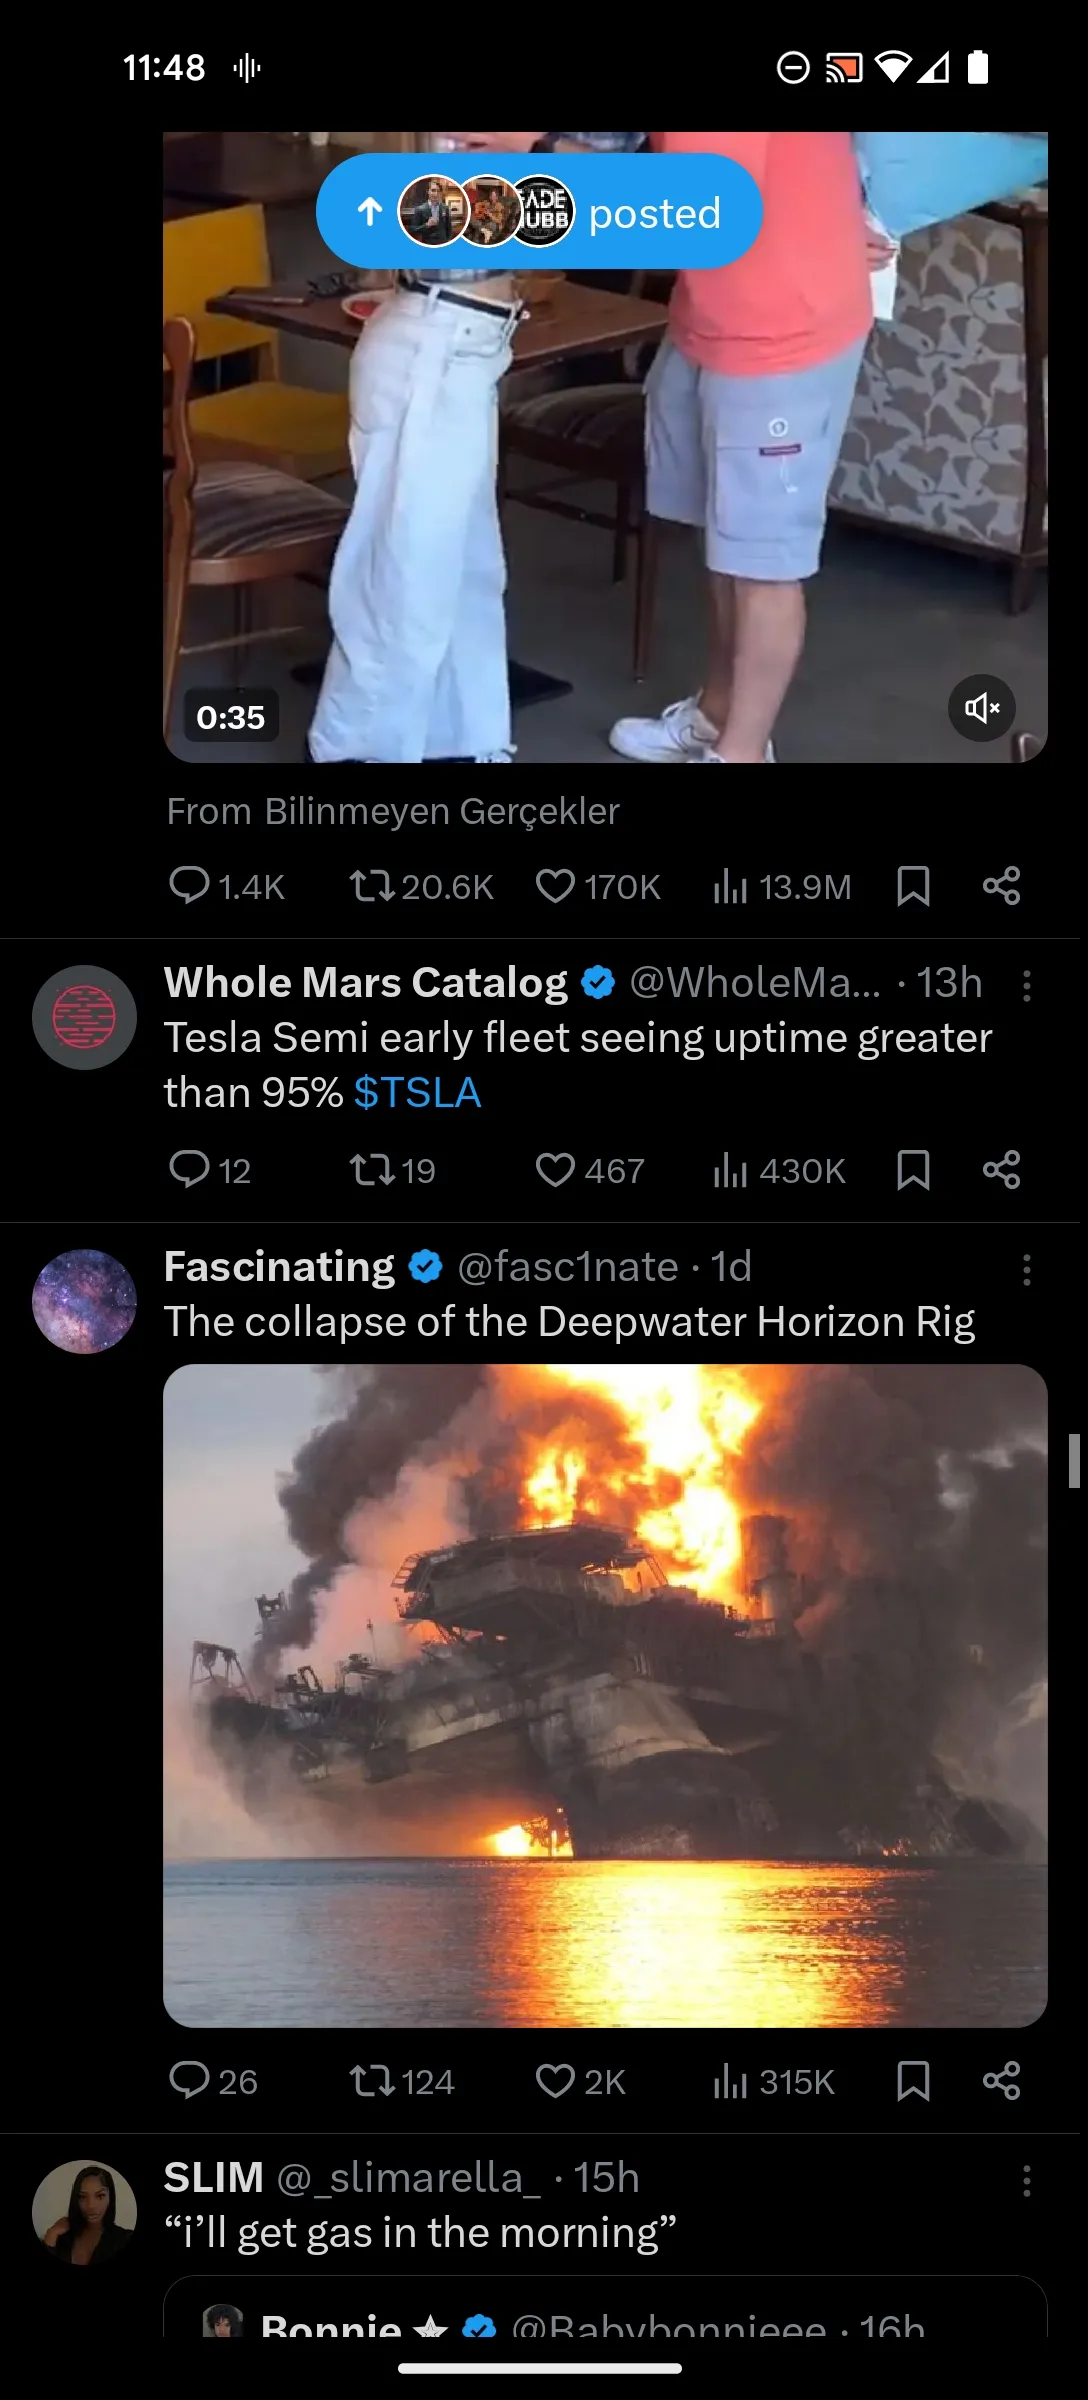 11:48
posted
0:35
From Bilinmeyen Gerçekler
1.4K 20.6K 170K 13.9M
Whole Mars Catalog @WholeMa... · 13h
Tesla Semi early fleet seeing uptime greater
than 95% $TSLA
12 19 467 430K
Fascinating @fasc1nate · 1d
The collapse of the Deepwater Horizon Rig
26 124 2K 315K
SLIM @_slimarella_ · 15h
“i’ll get gas in the morning”
Bonnie @Babybonnieee · 16h